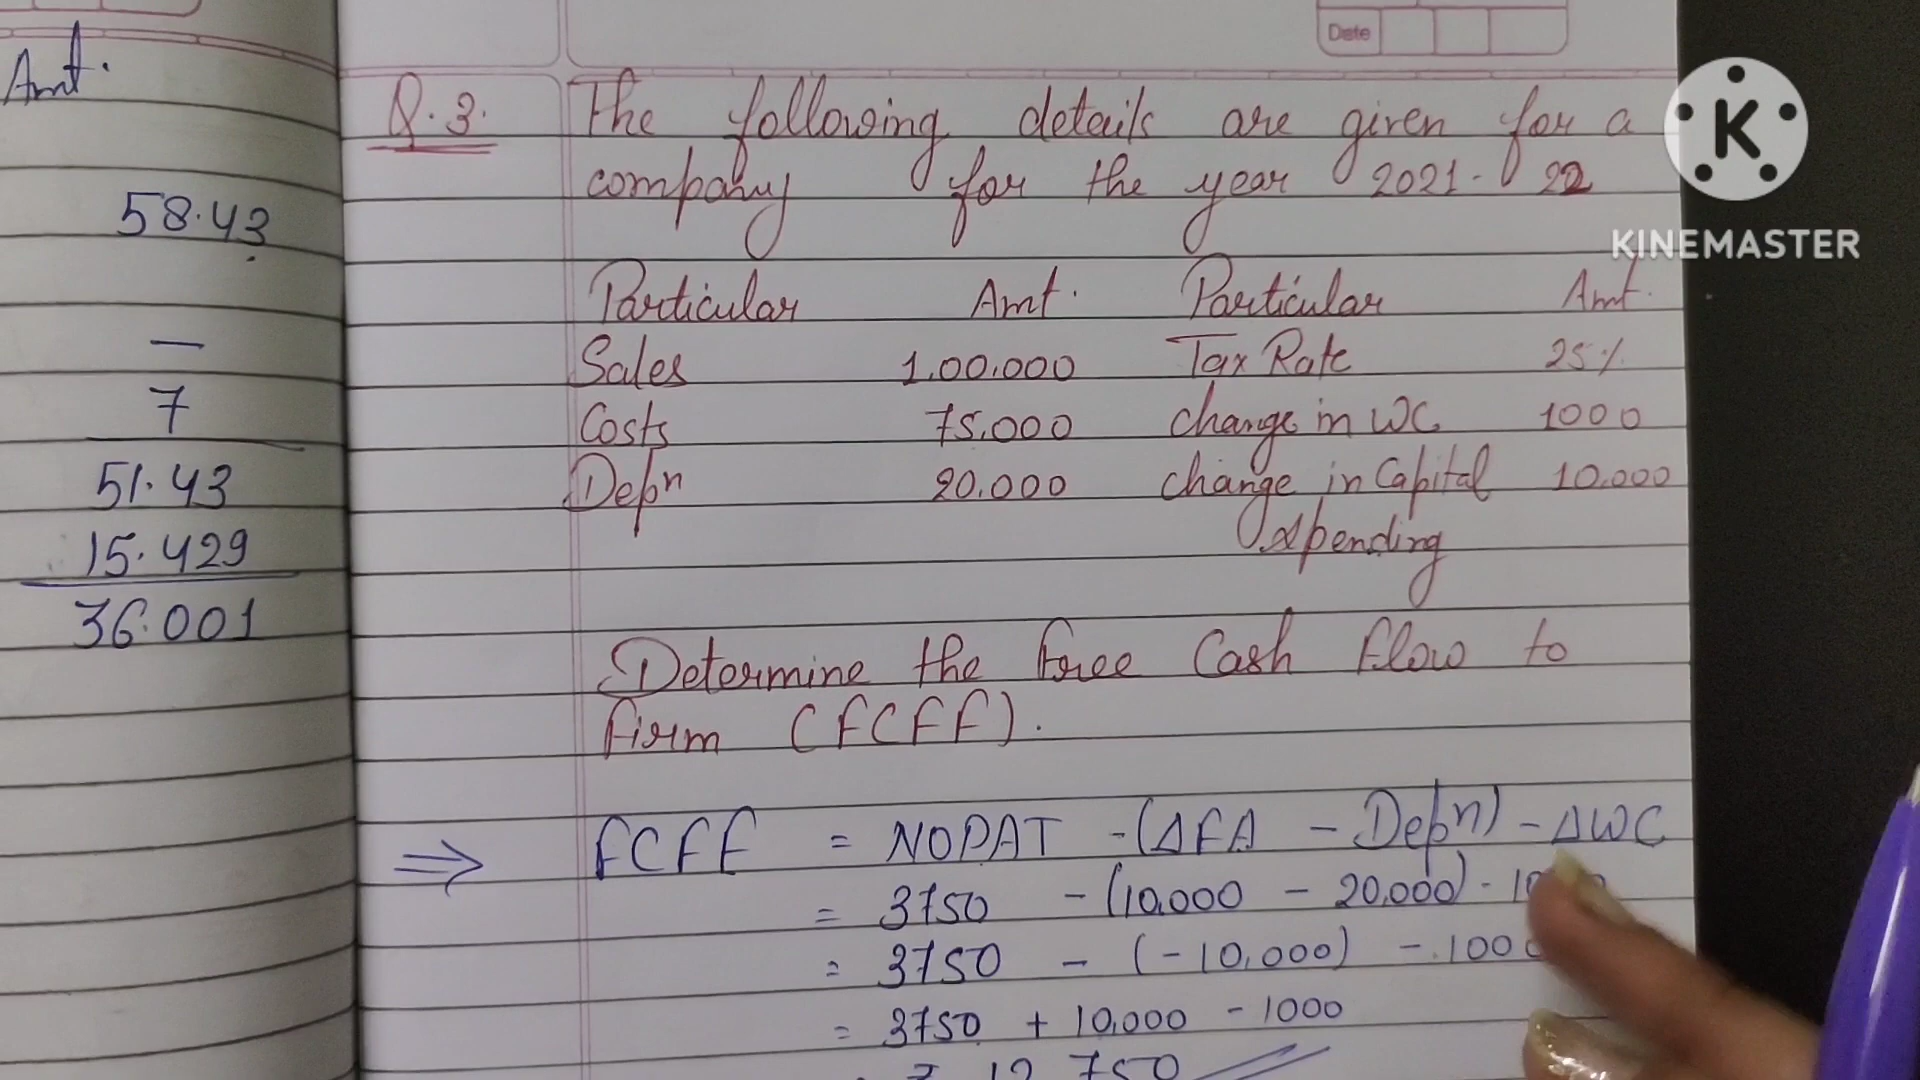 Amt.
58.43
—
7
51.43
15.429
36.001
Date
Q.3. The following details are given for a
company for the year 2021-22
Particular Amt. Particular Amt.
Sales 1,00,000 Tax Rate 25%
Costs 75,000 change in WC 1000
Depn 20,000 change in Capital 10,000
spending
Determine the free Cash flow to
firm (FCFF).
⇒ FCFF = NOPAT -(ΔFA - Depn) - ΔWC
= 3750 - (10,000 - 20,000) -
= 3750 - (-10,000) -
= 3750 + 10,000 - 1000
12,750
K
KINEMASTER